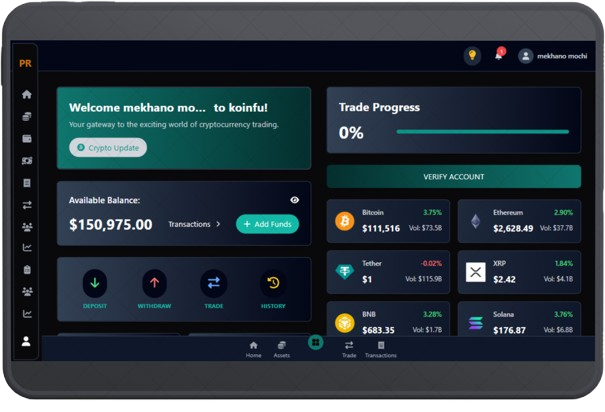 PR
1
mekhano mochi
Welcome mekhano mo... to koinfu!
Your gateway to the exciting world of cryptocurrency trading.
Crypto Update
Trade Progress
0%
VERIFY ACCOUNT
Available Balance:
$150,975.00
Transactions
+ Add Funds
DEPOSIT
WITHDRAW
TRADE
HISTORY
Bitcoin 3.75%
$111,516 Vol: $73.5B
Ethereum 2.90%
$2,628.49 Vol: $37.7B
Tether -0.02%
$1 Vol: $115.9B
XRP 1.84%
$2.42 Vol: $4.1B
BNB 3.28%
$683.35 Vol: $1.7B
Solana 3.76%
$176.87 Vol: $6.8B
Home
Assets
Trade
Transactions